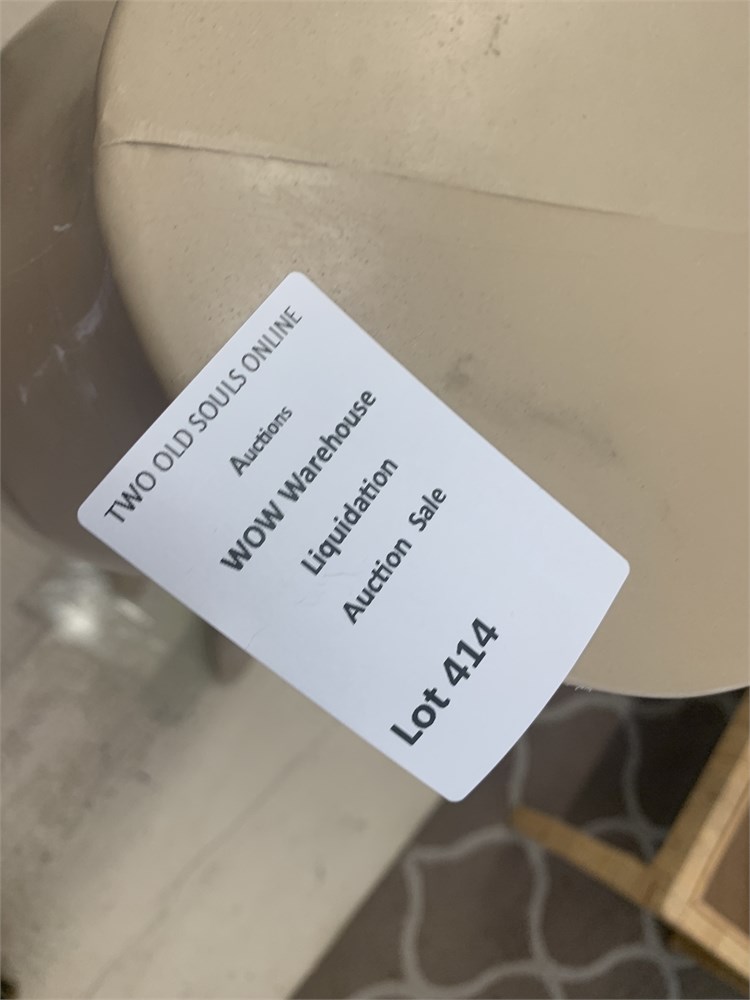 TWO OLD SOULS ONLINE
Auctions
WOW Warehouse
Liquidation
Auction Sale
Lot 414